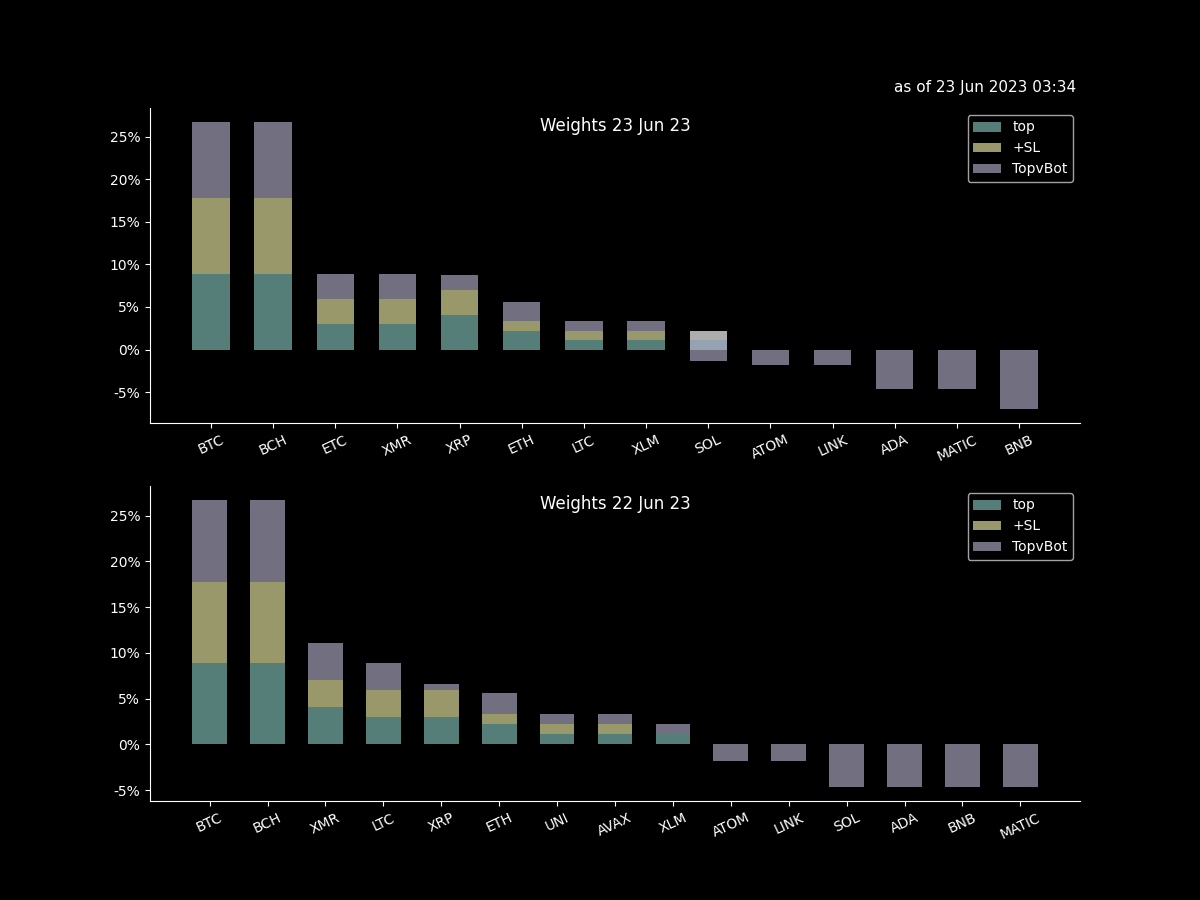 as of 23 Jun 2023 03:34
Weights 23 Jun 23
top
+SL
TopvBot
25%
20%
15%
10%
5%
0%
-5%
BTC BCH ETC XMR XRP ETH LTC XLM SOL ATOM LINK ADA MATIC BNB
Weights 22 Jun 23
top
+SL
TopvBot
25%
20%
15%
10%
5%
0%
-5%
BTC BCH XMR LTC XRP ETH UNI AVAX XLM ATOM LINK SOL ADA BNB MATIC